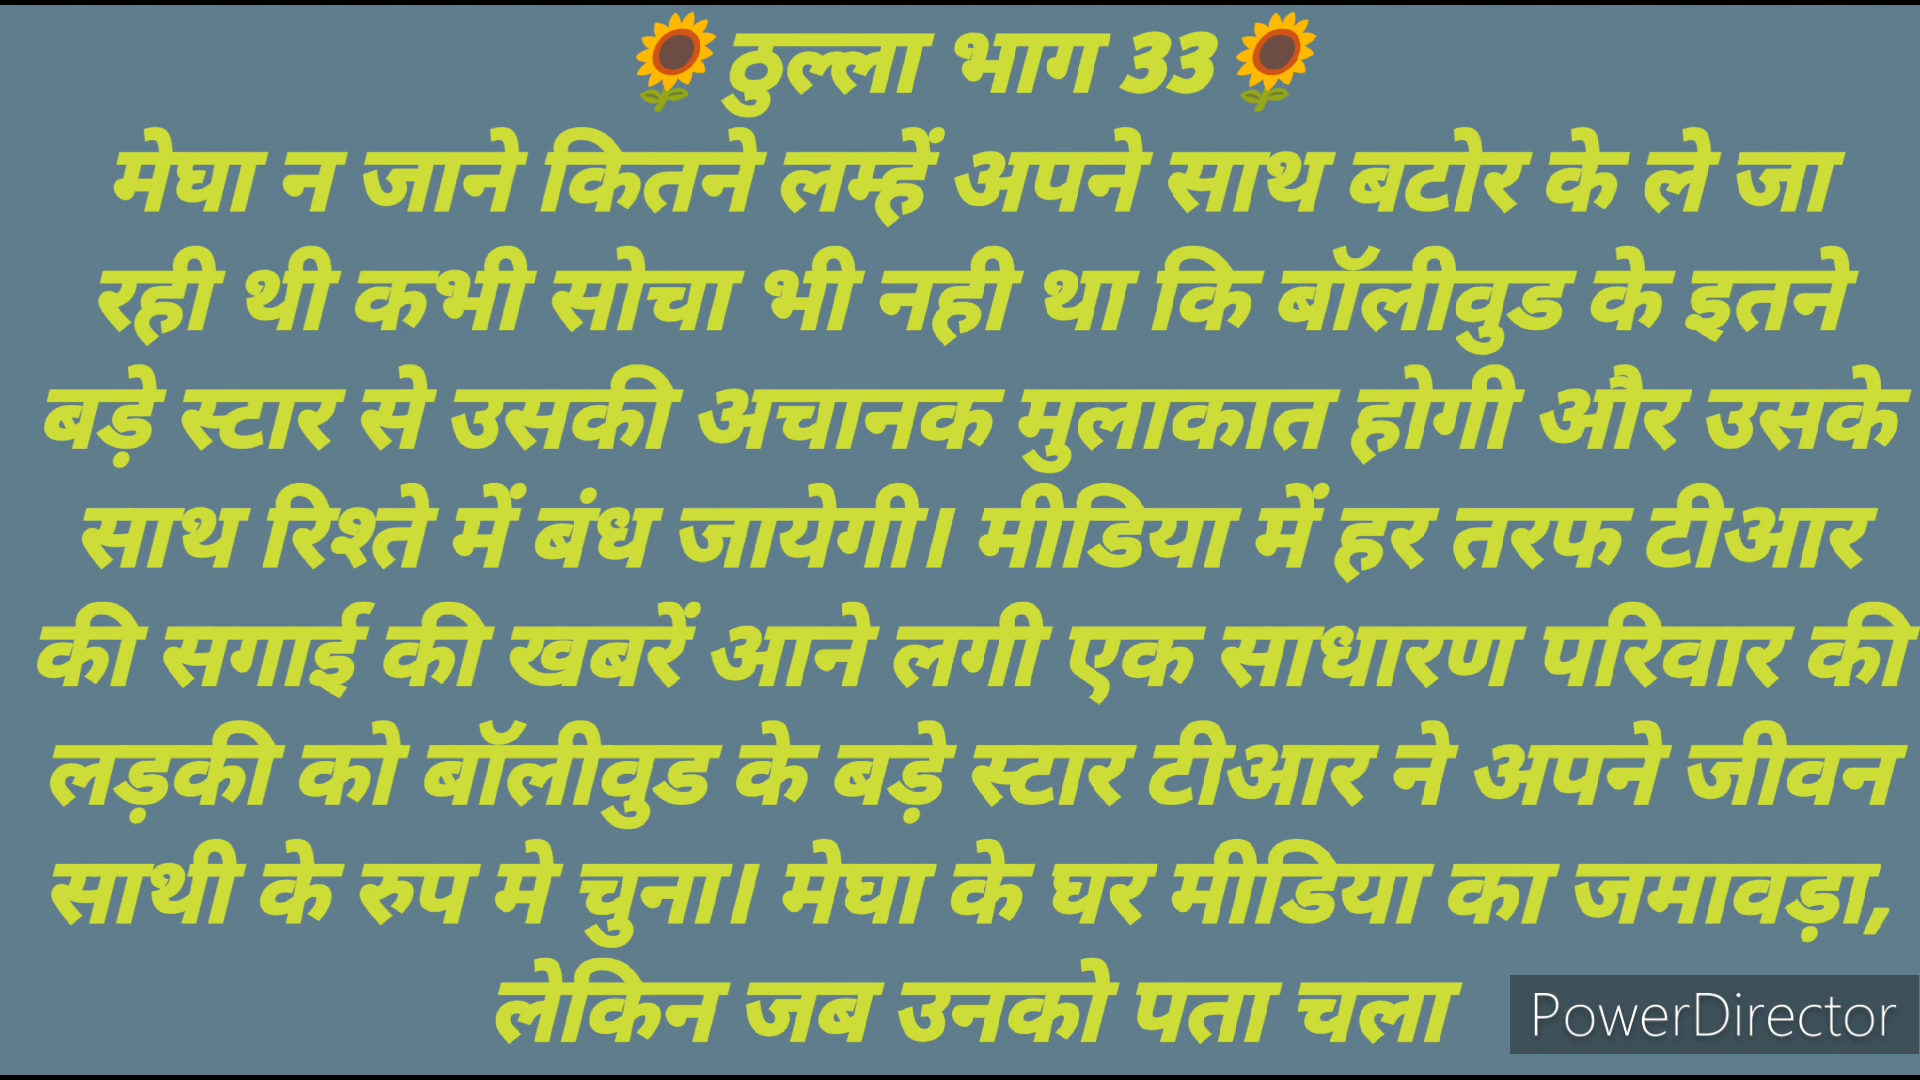 🌻ठुल्ला भाग 33🌻
मेघा न जाने कितने लम्हें अपने साथ बटोर के ले जा
रही थी कभी सोचा भी नही था कि बॉलीवुड के इतने
बड़े स्टार से उसकी अचानक मुलाकात होगी और उसके
साथ रिश्ते में बंध जायेगी। मीडिया में हर तरफ टीआर
की सगाई की खबरें आने लगी एक साधारण परिवार की
लड़की को बॉलीवुड के बड़े स्टार टीआर ने अपने जीवन
साथी के रुप मे चुना। मेघा के घर मीडिया का जमावड़ा,
लेकिन जब उनको पता चला
PowerDirector